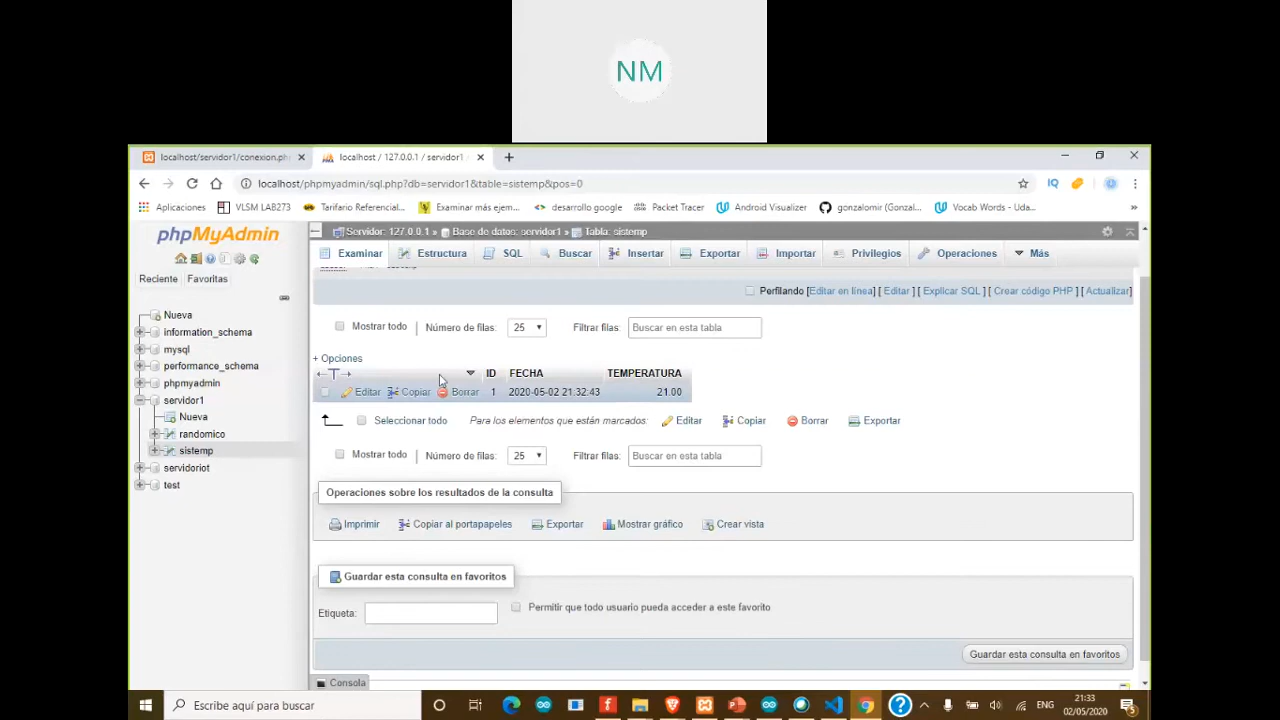 NM
localhost/servidor1/conexion.ph
localhost / 127.0.0.1 / servidor1
localhost/phpmyadmin/sql.php?db=servidor1&table=sistemp&pos=0
IQ
Aplicaciones VLSM LAB273 Tarifario Referencial... Examinar más ejem... desarrollo google Packet Tracer Android Visualizer gonzalomir (Gonzal... Vocab Words - Uda...
phpMyAdmin
Reciente Favoritas
Nueva
information_schema
mysql
performance_schema
phpmyadmin
servidor1
Nueva
randomico
sistemp
servidoriot
test
Servidor: 127.0.0.1 » Base de datos: servidor1 » Tabla: sistemp
Examinar Estructura SQL Buscar Insertar Exportar Importar Privilegios Operaciones Más
Perfilando [Editar en línea] [ Editar ] [ Explicar SQL ] [ Crear código PHP ] [ Actualizar]
Mostrar todo | Número de filas: 25 Filtrar filas: Buscar en esta tabla
+ Opciones
ID FECHA TEMPERATURA
Editar Copiar Borrar 1 2020-05-02 21:32:43 21.00
Seleccionar todo Para los elementos que están marcados: Editar Copiar Borrar Exportar
Mostrar todo | Número de filas: 25 Filtrar filas: Buscar en esta tabla
Operaciones sobre los resultados de la consulta
Imprimir Copiar al portapapeles Exportar Mostrar gráfico Crear vista
Guardar esta consulta en favoritos
Etiqueta: Permitir que todo usuario pueda acceder a este favorito
Guardar esta consulta en favoritos
Consola
Escribe aquí para buscar
ENG
21:33
02/05/2020
5